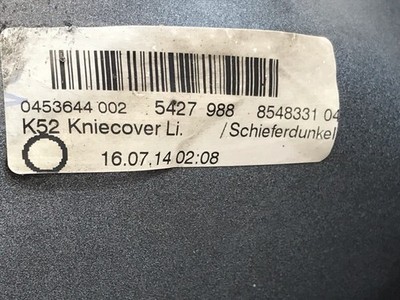 0453644 002 5427 988 8548331 04
K52 Kniecover Li. /Schieferdunkel
16.07.14 02:08